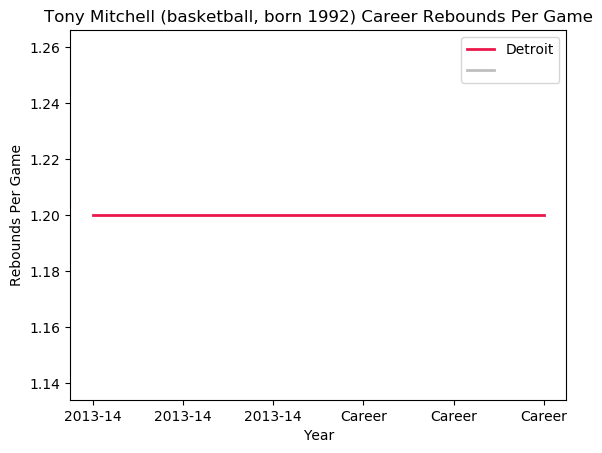 Tony Mitchell (basketball, born 1992) Career Rebounds Per Game
Detroit
1.26
1.24
1.22
1.20
1.18
1.16
1.14
Rebounds Per Game
2013-14 2013-14 2013-14 Career Career Career
Year